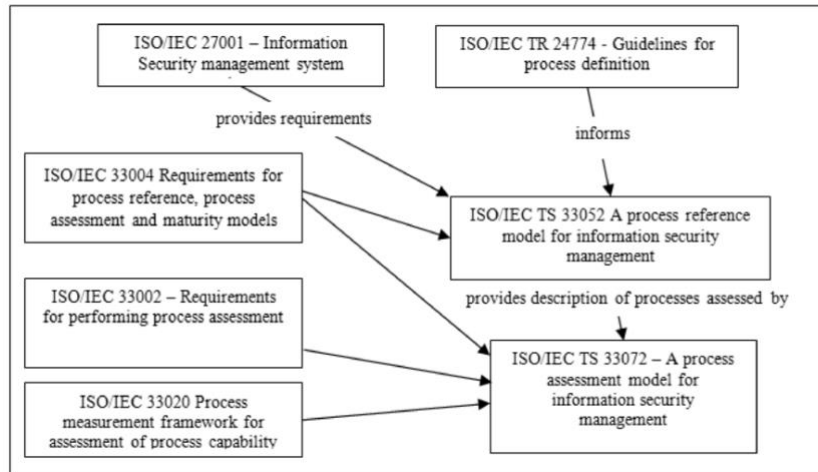 ISO/IEC 27001 – Information
Security management system
ISO/IEC TR 24774 - Guidelines for
process definition
provides requirements
informs
ISO/IEC 33004 Requirements for
process reference, process
assessment and maturity models
ISO/IEC TS 33052 A process reference
model for information security
management
ISO/IEC 33002 – Requirements
for performing process assessment
provides description of processes assessed by
ISO/IEC TS 33072 – A process
assessment model for
information security
management
ISO/IEC 33020 Process
measurement framework for
assessment of process capability